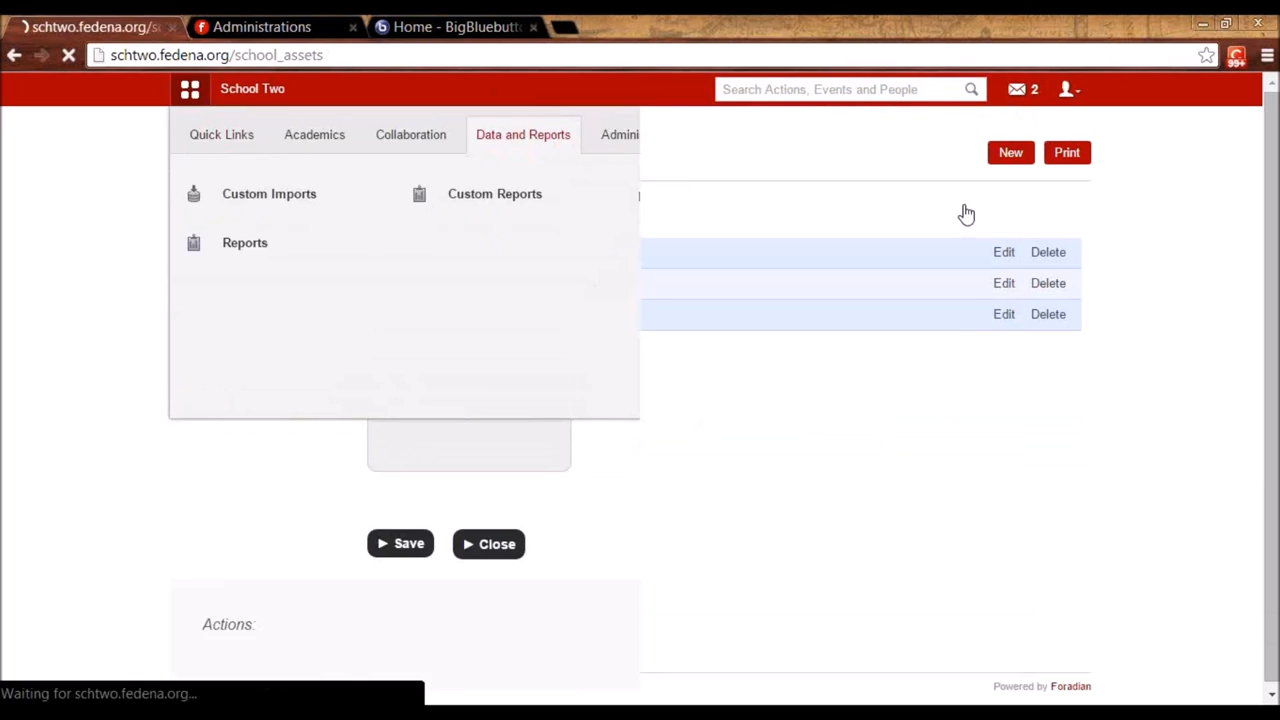 schtwo.fedena.org/s
Administrations
Home - BigBluebutt
schtwo.fedena.org/school_assets
99+
School Two
Search Actions, Events and People
2
Quick Links
Academics
Collaboration
Data and Reports
Admini
New
Print
Custom Imports
Custom Reports
Reports
Edit Delete
Edit Delete
Edit Delete
Save
Close
Actions:
Powered by Foradian
Waiting for schtwo.fedena.org...